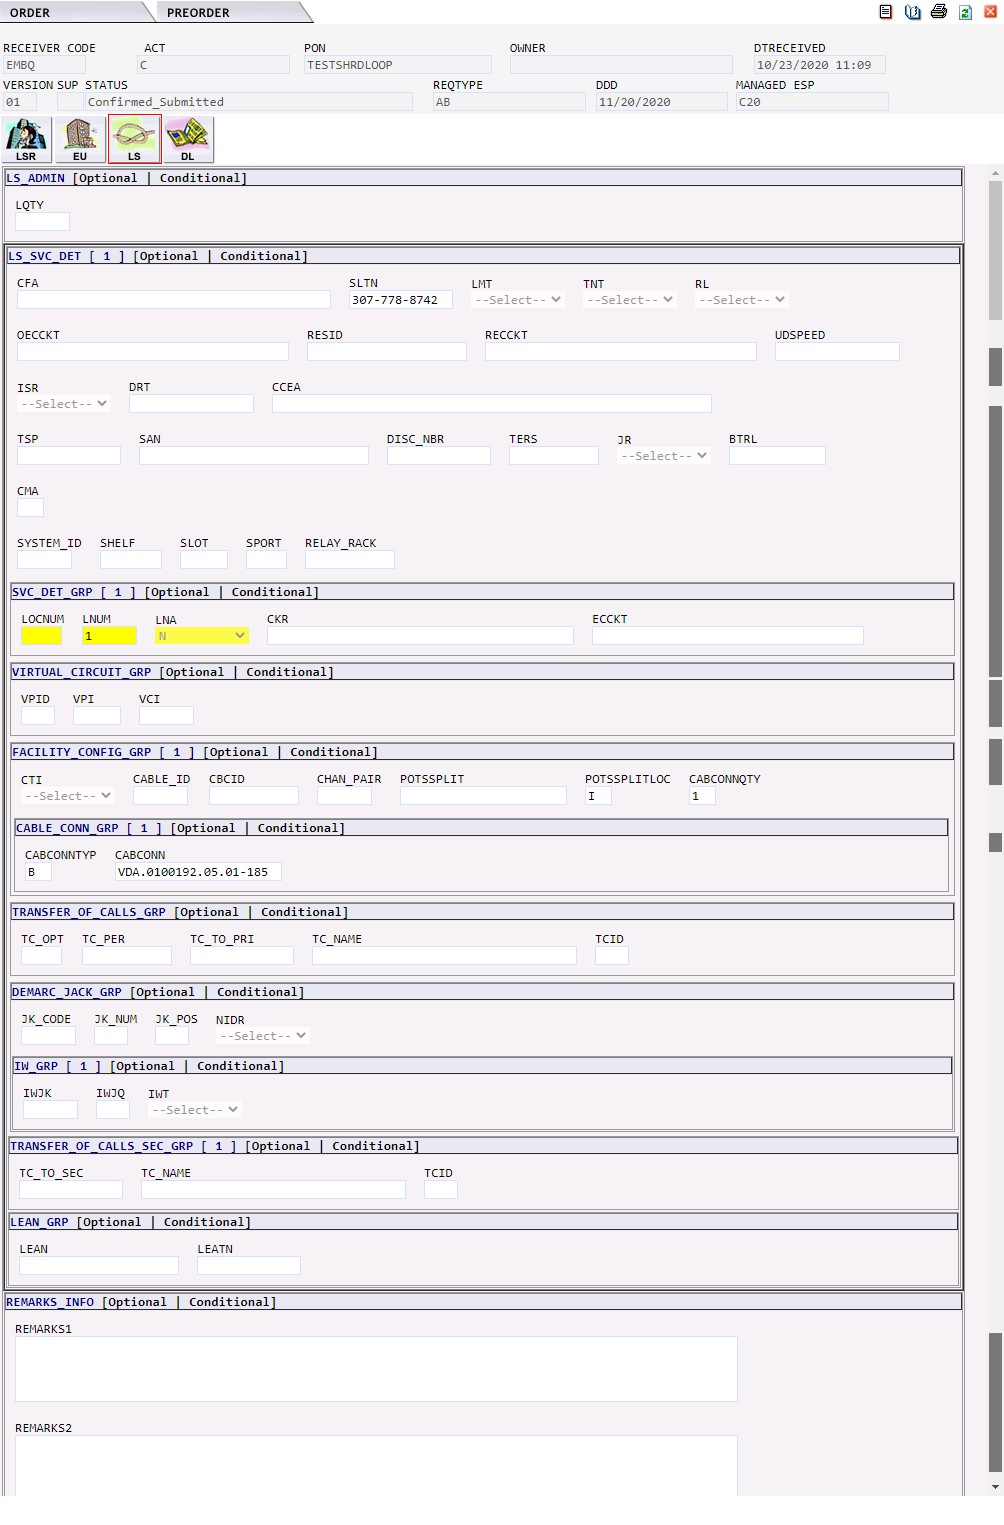 ORDER PREORDER
RECEIVER CODE ACT PON OWNER DTRECEIVED
EMBQ C TESTSHRDLOOP 10/23/2020 11:09
VERSION SUP STATUS REQTYPE DDD MANAGED ESP
01 Confirmed_Submitted AB 11/20/2020 C20
LSR EU LS DL
LS_ADMIN [Optional | Conditional]
LQTY
LS_SVC_DET [ 1 ] [Optional | Conditional]
CFA SLTN LMT TNT RL
307-778-8742 --Select-- --Select-- --Select--
OECCKT RESID RECCKT UDSPEED
ISR DRT CCEA
--Select--
TSP SAN DISC_NBR TERS JR BTRL
--Select--
CMA
SYSTEM_ID SHELF SLOT SPORT RELAY_RACK
SVC_DET_GRP [ 1 ] [Optional | Conditional]
LOCNUM LNUM LNA CKR ECCKT
1 N
VIRTUAL_CIRCUIT_GRP [Optional | Conditional]
VPID VPI VCI
FACILITY_CONFIG_GRP [ 1 ] [Optional | Conditional]
CTI CABLE_ID CBCID CHAN_PAIR POTSSPLIT POTSSPLITLOC CABCONNQTY
--Select-- I 1
CABLE_CONN_GRP [ 1 ] [Optional | Conditional]
CABCONNTYP CABCONN
B VDA.0100192.05.01-185
TRANSFER_OF_CALLS_GRP [Optional | Conditional]
TC_OPT TC_PER TC_TO_PRI TC_NAME TCID
DEMARC_JACK_GRP [Optional | Conditional]
JK_CODE JK_NUM JK_POS NIDR
--Select--
IW_GRP [ 1 ] [Optional | Conditional]
IWJK IWJQ IWT
--Select--
TRANSFER_OF_CALLS_SEC_GRP [ 1 ] [Optional | Conditional]
TC_TO_SEC TC_NAME TCID
LEAN_GRP [Optional | Conditional]
LEAN LEATN
REMARKS_INFO [Optional | Conditional]
REMARKS1
REMARKS2